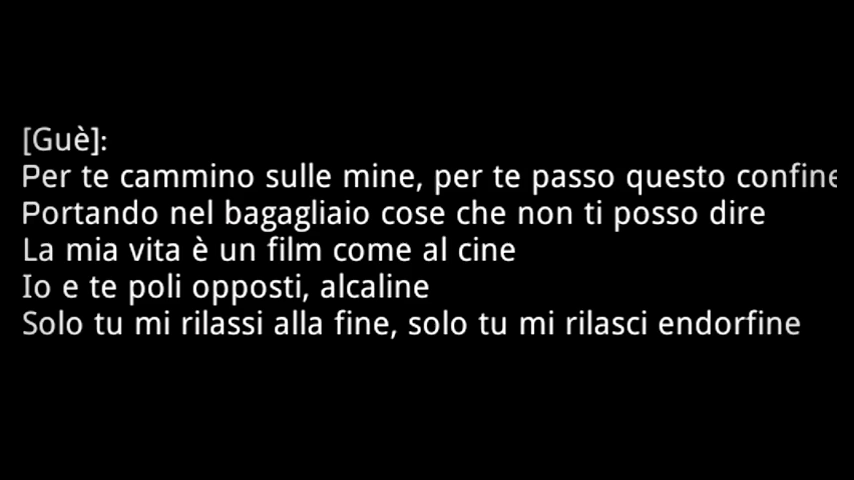 [Guè]:
Per te cammino sulle mine, per te passo questo confine
Portando nel bagagliaio cose che non ti posso dire
La mia vita è un film come al cine
Io e te poli opposti, alcaline
Solo tu mi rilassi alla fine, solo tu mi rilasci endorfine